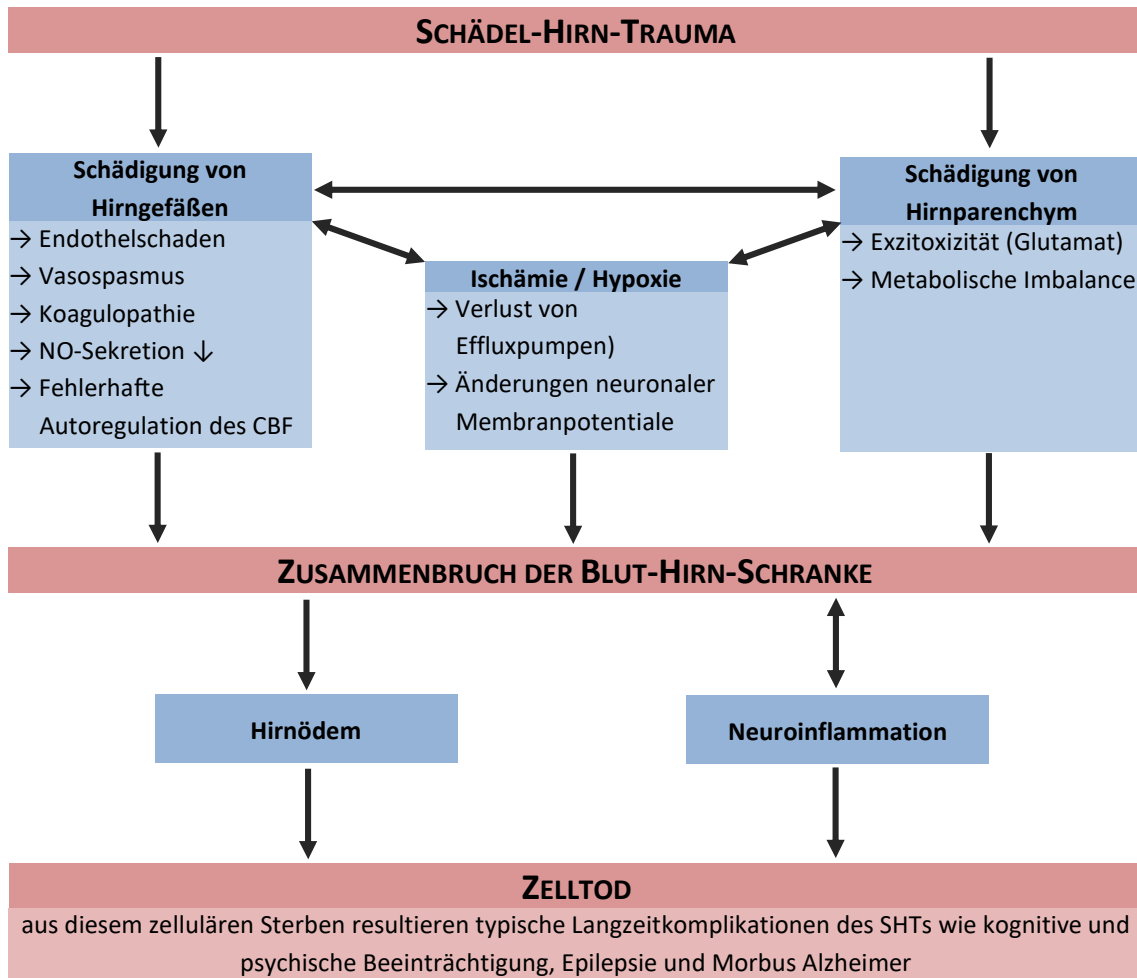 SCHÄDEL-HIRN-TRAUMA
Schädigung von
Hirngefäßen
→ Endothelschaden
→ Vasospasmus
→ Koagulopathie
→ NO-Sekretion ↓
→ Fehlerhafte
Autoregulation des CBF
Ischämie / Hypoxie
→ Verlust von
Effluxpumpen)
→ Änderungen neuronaler
Membranpotentiale
Schädigung von
Hirnparenchym
→ Exzitoxizität (Glutamat)
→ Metabolische Imbalance
ZUSAMMENBRUCH DER BLUT-HIRN-SCHRANKE
Hirnödem
Neuroinflammation
ZELLTOD
aus diesem zellulären Sterben resultieren typische Langzeitkomplikationen des SHTs wie kognitive und
psychische Beeinträchtigung, Epilepsie und Morbus Alzheimer